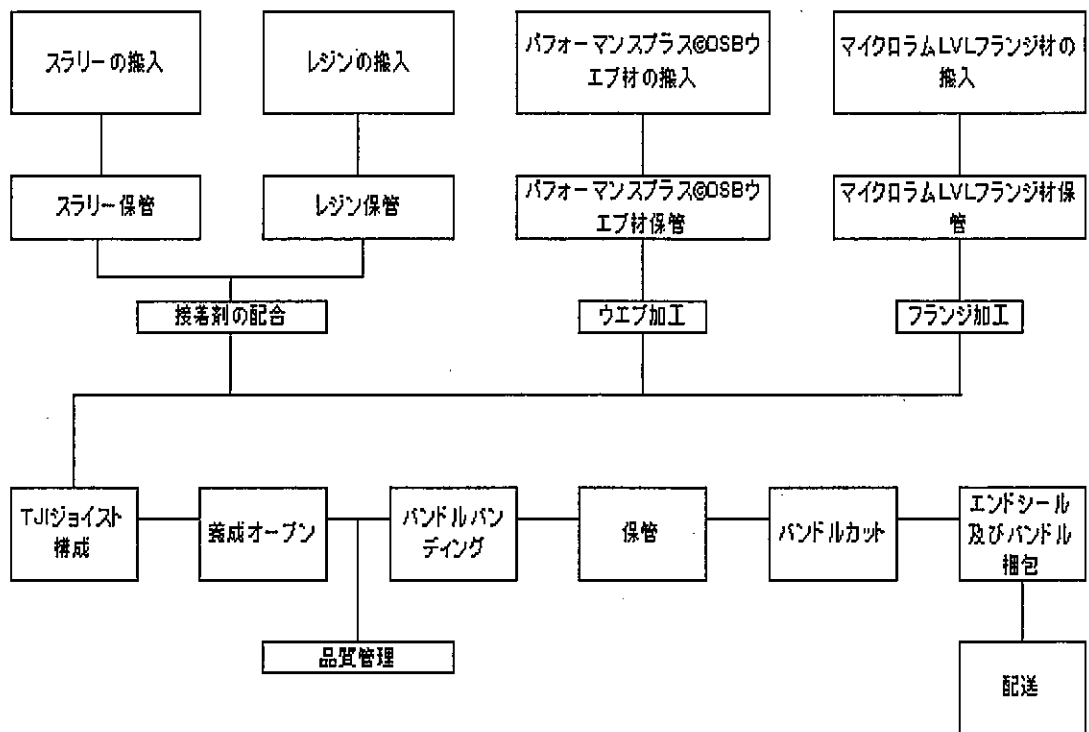 スラリーの搬入
レジンの搬入
パフォーマンスプラス@OSBウ
エブ材の搬入
マイクロラムLVLフランジ材の
搬入
スラリー保管
レジン保管
パフォーマンスプラス@OSBウ
エブ材保管
マイクロラムLVLフランジ材保
管
接着剤の配合
ウエブ加工
フランジ加工
TJIジョイスト
構成
養成オーブン
バンドルバン
ディング
保管
バンドルカット
エンドシール
及びバンドル
梱包
品質管理
配送